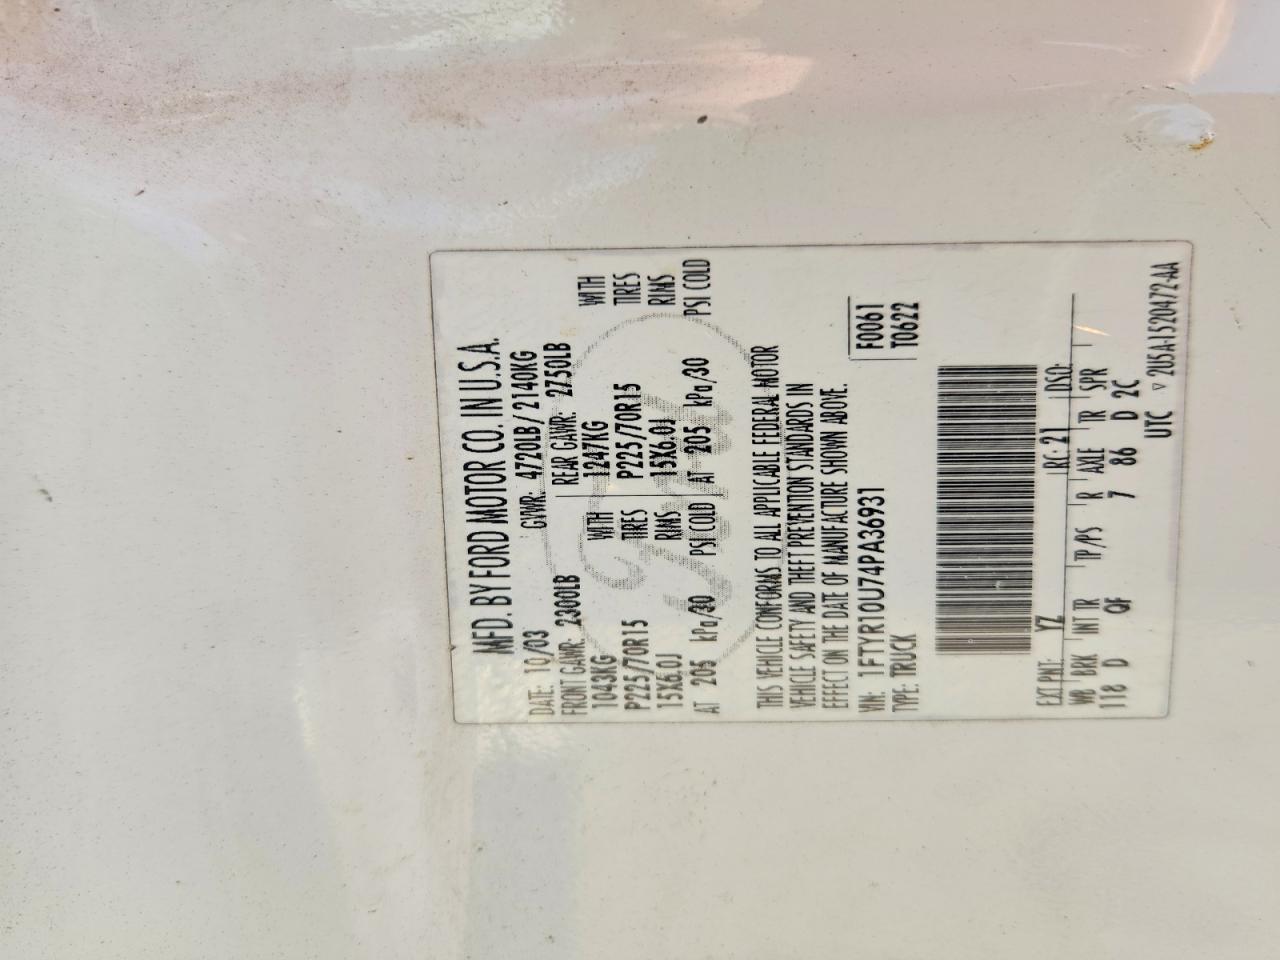 MFD. BY FORD MOTOR CO. IN U.S.A.
DATE: 10/03 GVWR: 4720LB/2140KG
FRONT GAWR: 2300LB REAR GAWR: 2750LB
1043KG WITH 1247KG WITH
P225/70R15 TIRES P225/70R15 TIRES
15X6.0J RIMS 15X6.0J RIMS
AT 205 kPa/30 PSI COLD AT 205 kPa/30 PSI COLD
THIS VEHICLE CONFORMS TO ALL APPLICABLE FEDERAL MOTOR
VEHICLE SAFETY AND THEFT PREVENTION STANDARDS IN
EFFECT ON THE DATE OF MANUFACTURE SHOWN ABOVE.
VIN: 1FTYR10U74PA36931 F0061
TYPE: TRUCK T0622
EXT PNT: YZ RC: 21 DSO:
WB BRK INT TR TP/PS R AXLE TR SPR
118 D QF 7 86 D 2C
UTC ▿ 2U5A-1520472-AA